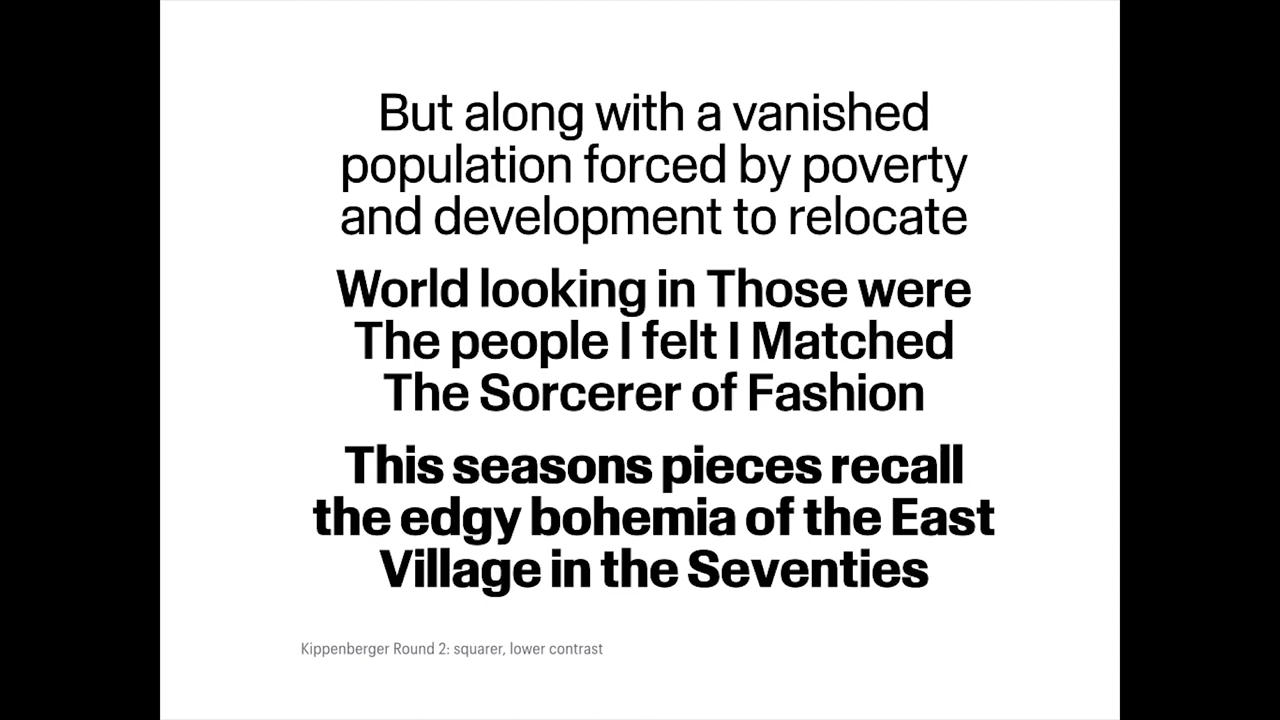 But along with a vanished
population forced by poverty
and development to relocate
World looking in Those were
The people I felt I Matched
The Sorcerer of Fashion
This seasons pieces recall
the edgy bohemia of the East
Village in the Seventies
Kippenberger Round 2: squarer, lower contrast